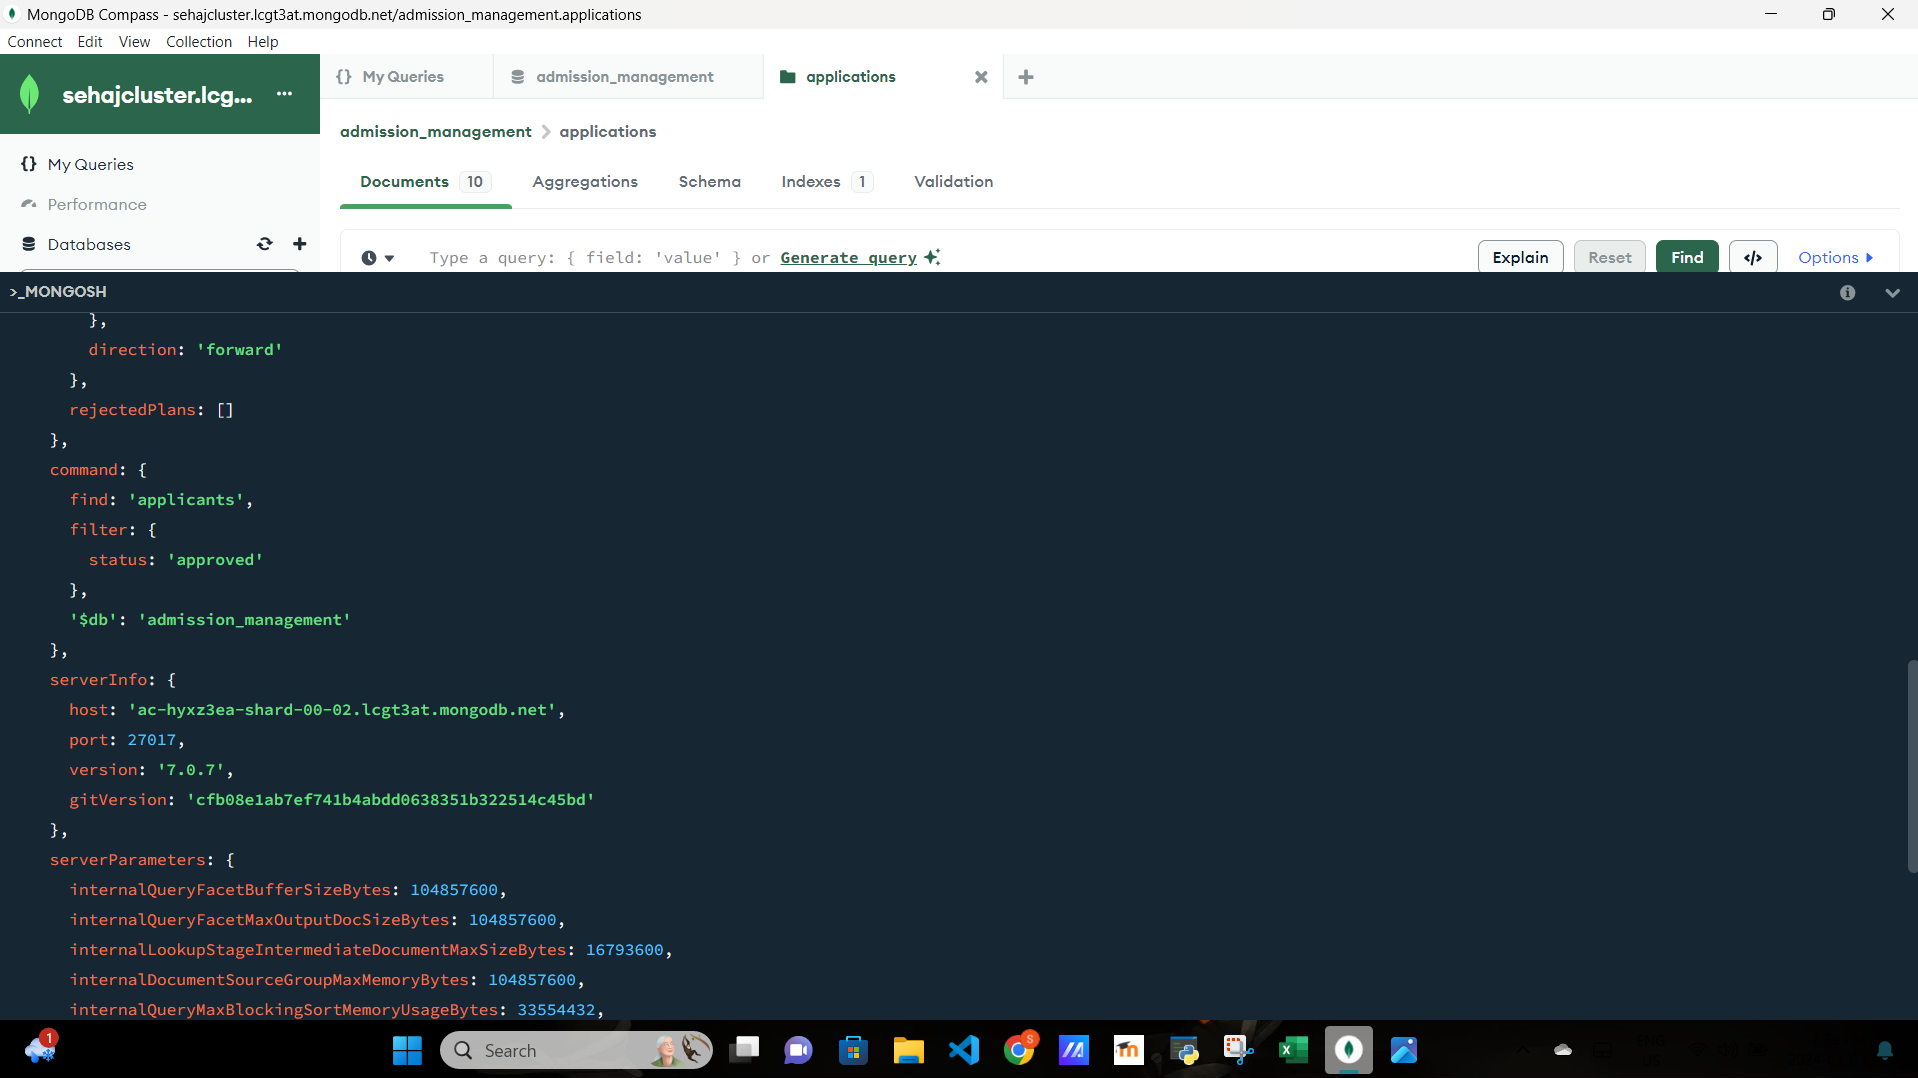 MongoDB Compass - sehajcluster.lcgt3at.mongodb.net/admission_management.applications
Connect Edit View Collection Help
sehajcluster.lcg... ...
{} My Queries
admission_management
applications
admission_management > applications
My Queries
Performance
Databases
Documents 10 Aggregations Schema Indexes 1 Validation
Type a query: { field: 'value' } or Generate query
Explain Reset Find </> Options
>_MONGOSH
},
direction: 'forward'
},
rejectedPlans: []
},
command: {
find: 'applicants',
filter: {
status: 'approved'
},
'$db': 'admission_management'
},
serverInfo: {
host: 'ac-hyxz3ea-shard-00-02.lcgt3at.mongodb.net',
port: 27017,
version: '7.0.7',
gitVersion: 'cfb08e1ab7ef741b4abdd0638351b322514c45bd'
},
serverParameters: {
internalQueryFacetBufferSizeBytes: 104857600,
internalQueryFacetMaxOutputDocSizeBytes: 104857600,
internalLookupStageIntermediateDocumentMaxSizeBytes: 16793600,
internalDocumentSourceGroupMaxMemoryBytes: 104857600,
internalQueryMaxBlockingSortMemoryUsageBytes: 33554432,
1
Search
S